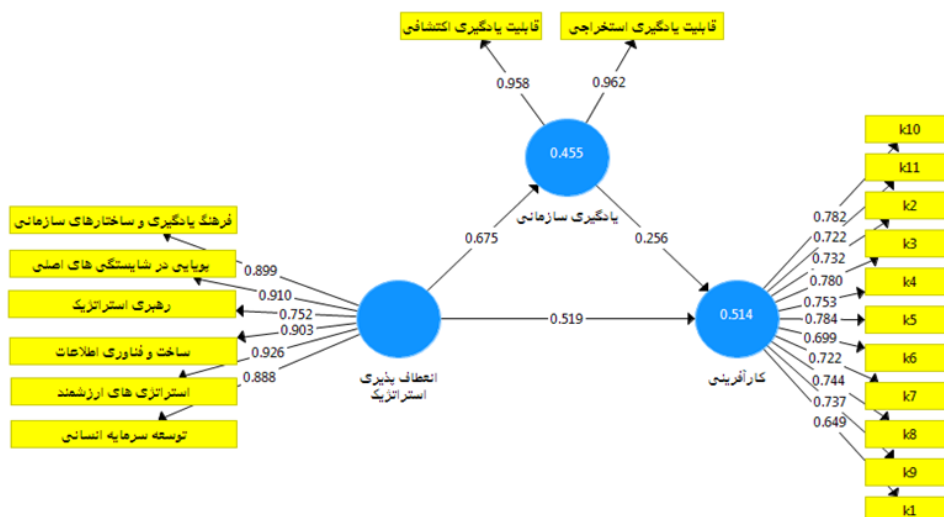 قابلیت یادگیری اکتشافی
قابلیت یادگیری استخراجی
0.958
0.962
0.455
یادگیری سازمانی
0.675
0.256
فرهنگ یادگیری و ساختارهای سازمانی
پویایی در شایستگی های اصلی
رهبری استراتژیک
ساخت و فناوری اطلاعات
استراتژی های ارزشمند
توسعه سرمایه انسانی
0.899
0.910
0.752
0.903
0.926
0.888
انعطاف پذیری
استراتژیک
0.519
0.514
کارآفرینی
0.782
0.722
0.732
0.780
0.753
0.784
0.699
0.722
0.744
0.737
0.649
k10
k11
k2
k3
k4
k5
k6
k7
k8
k9
k1